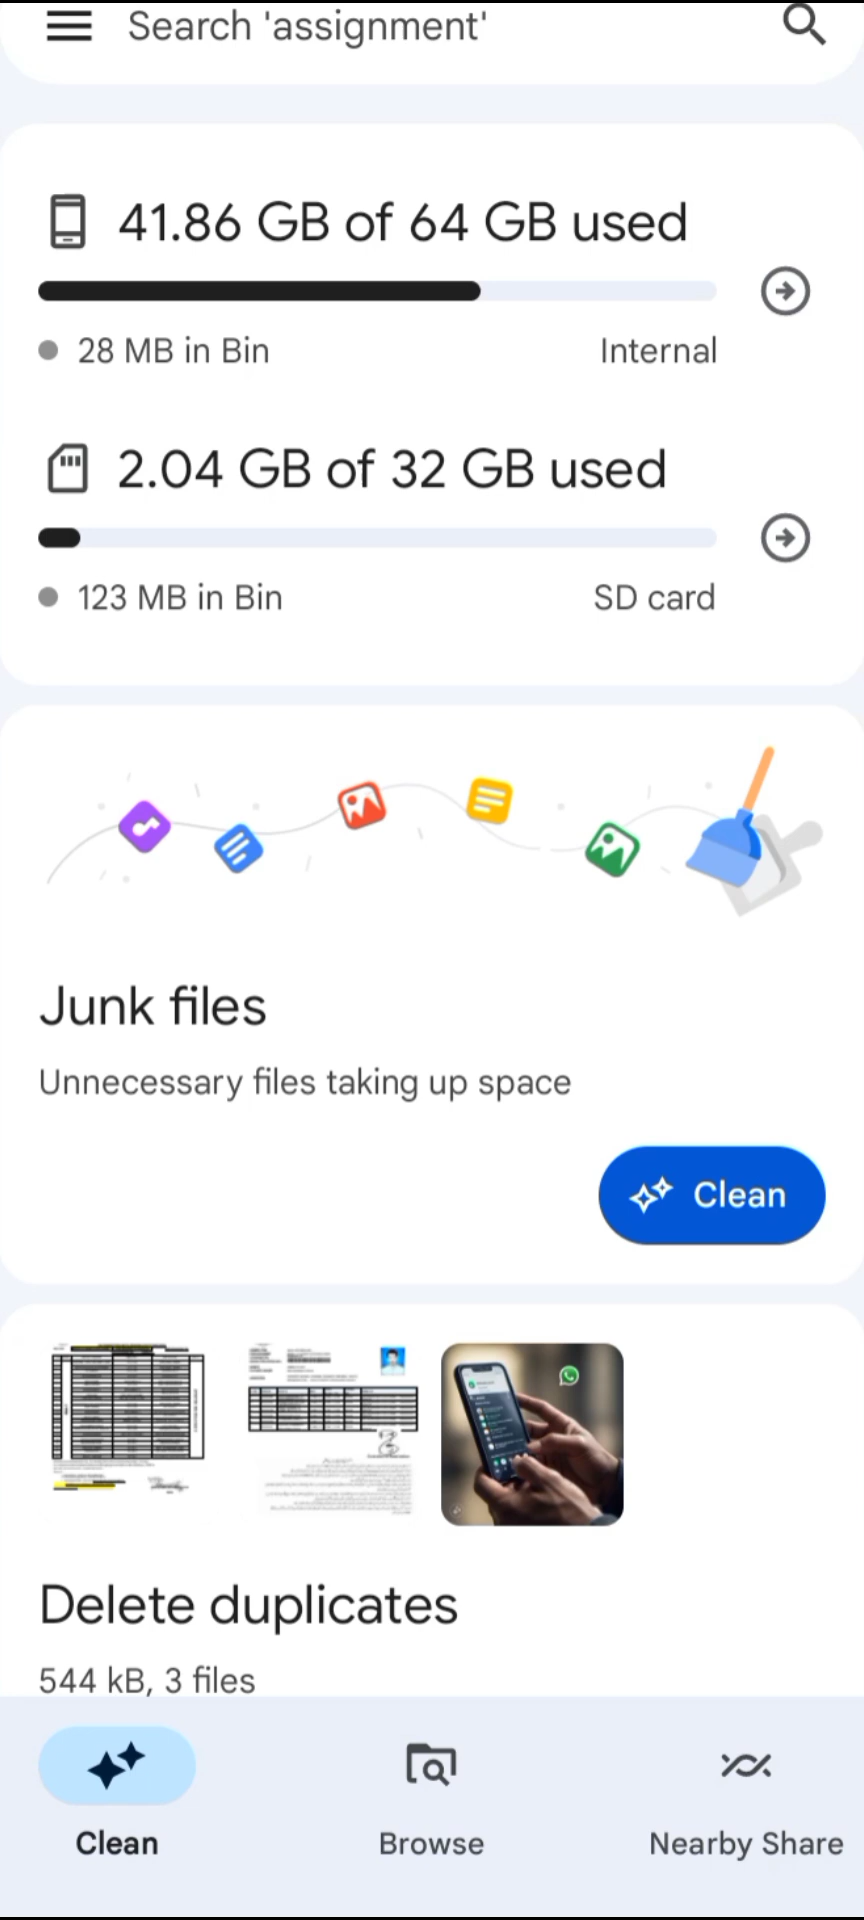 Search 'assignment'
41.86 GB of 64 GB used
28 MB in Bin
Internal
2.04 GB of 32 GB used
123 MB in Bin
SD card
Junk files
Unnecessary files taking up space
Clean
Delete duplicates
544 kB, 3 files
Clean
Browse
Nearby Share